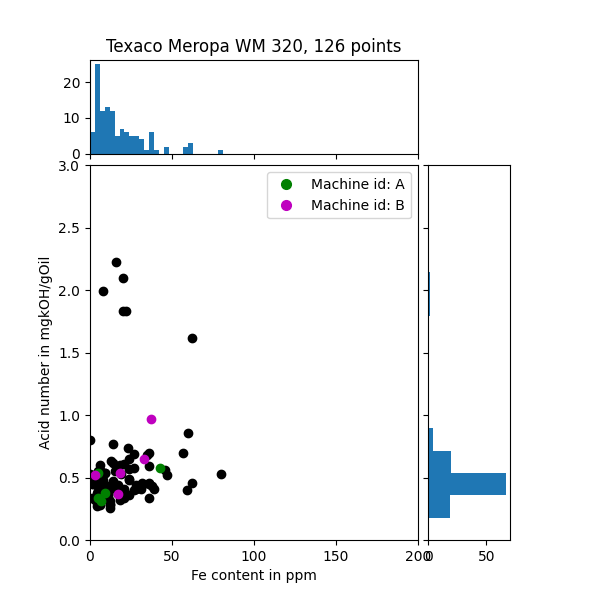 Texaco Meropa WM 320, 126 points
20
10
0
3.0
2.5
2.0
1.5
1.0
0.5
0.0
Acid number in mgkOH/gOil
Machine id: A
Machine id: B
0 50 100 150 200
0 50
Fe content in ppm